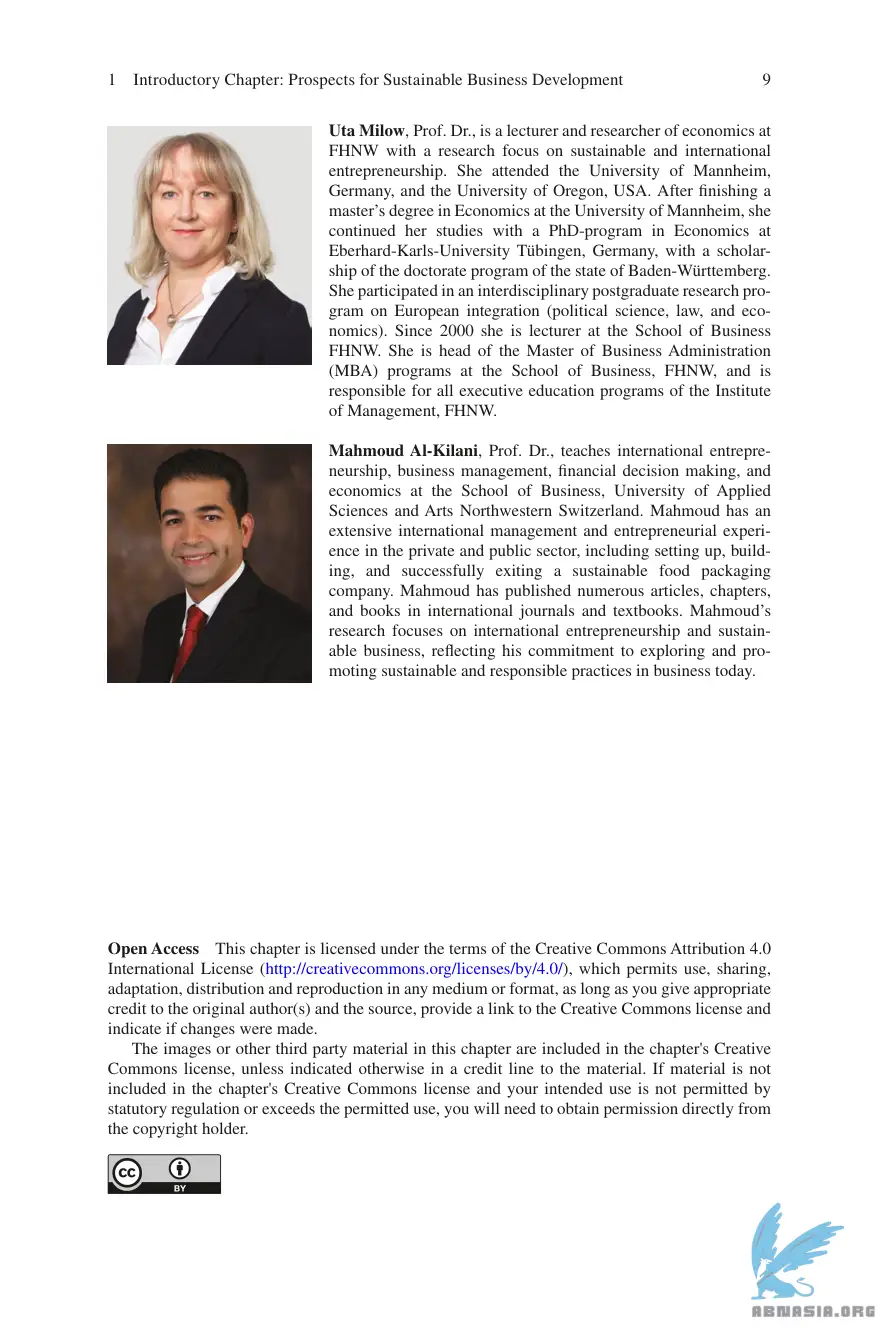 1 Introductory Chapter: Prospects for Sustainable Business Development 9
Uta Milow, Prof. Dr., is a lecturer and researcher of economics at
FHNW with a research focus on sustainable and international
entrepreneurship. She attended the University of Mannheim,
Germany, and the University of Oregon, USA. After finishing a
master's degree in Economics at the University of Mannheim, she
continued her studies with a PhD-program in Economics at
Eberhard-Karls-University Tübingen, Germany, with a scholar-
ship of the doctorate program of the state of Baden-Württemberg.
She participated in an interdisciplinary postgraduate research pro-
gram on European integration (political science, law, and eco-
nomics). Since 2000 she is lecturer at the School of Business
FHNW. She is head of the Master of Business Administration
(MBA) programs at the School of Business, FHNW, and is
responsible for all executive education programs of the Institute
of Management, FHNW.
Mahmoud Al-Kilani, Prof. Dr., teaches international entrepre-
neurship, business management, financial decision making, and
economics at the School of Business, University of Applied
Sciences and Arts Northwestern Switzerland. Mahmoud has an
extensive international management and entrepreneurial experi-
ence in the private and public sector, including setting up, build-
ing, and successfully exiting a sustainable food packaging
company. Mahmoud has published numerous articles, chapters,
and books in international journals and textbooks. Mahmoud's
research focuses on international entrepreneurship and sustain-
able business, reflecting his commitment to exploring and pro-
moting sustainable and responsible practices in business today.
Open Access This chapter is licensed under the terms of the Creative Commons Attribution 4.0
International License (http://creativecommons.org/licenses/by/4.0/), which permits use, sharing,
adaptation, distribution and reproduction in any medium or format, as long as you give appropriate
credit to the original author(s) and the source, provide a link to the Creative Commons license and
indicate if changes were made.
The images or other third party material in this chapter are included in the chapter's Creative
Commons license, unless indicated otherwise in a credit line to the material. If material is not
included in the chapter's Creative Commons license and your intended use is not permitted by
statutory regulation or exceeds the permitted use, you will need to obtain permission directly from
the copyright holder.
cc
BY
ABNASIA.ORG